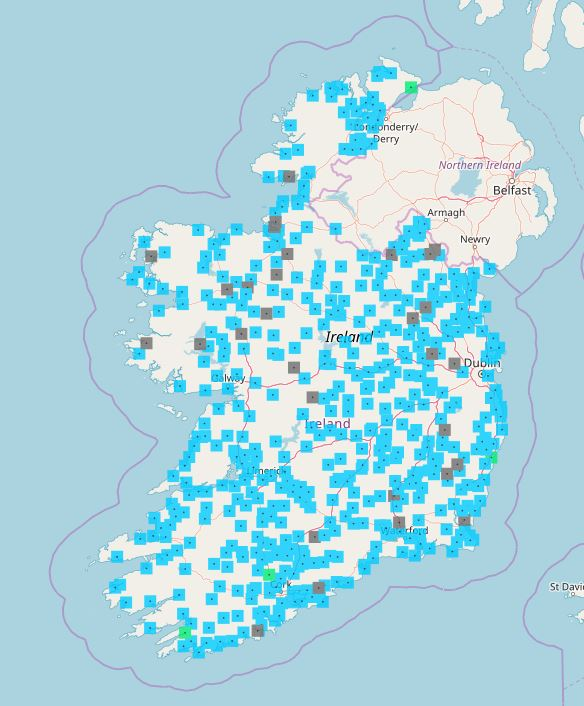 Londonderry/
Derry
Northern Ireland
Belfast
Armagh
Newry
Ireland
Dublin
Galway
Ireland
Limerick
Waterford
Cork
St David